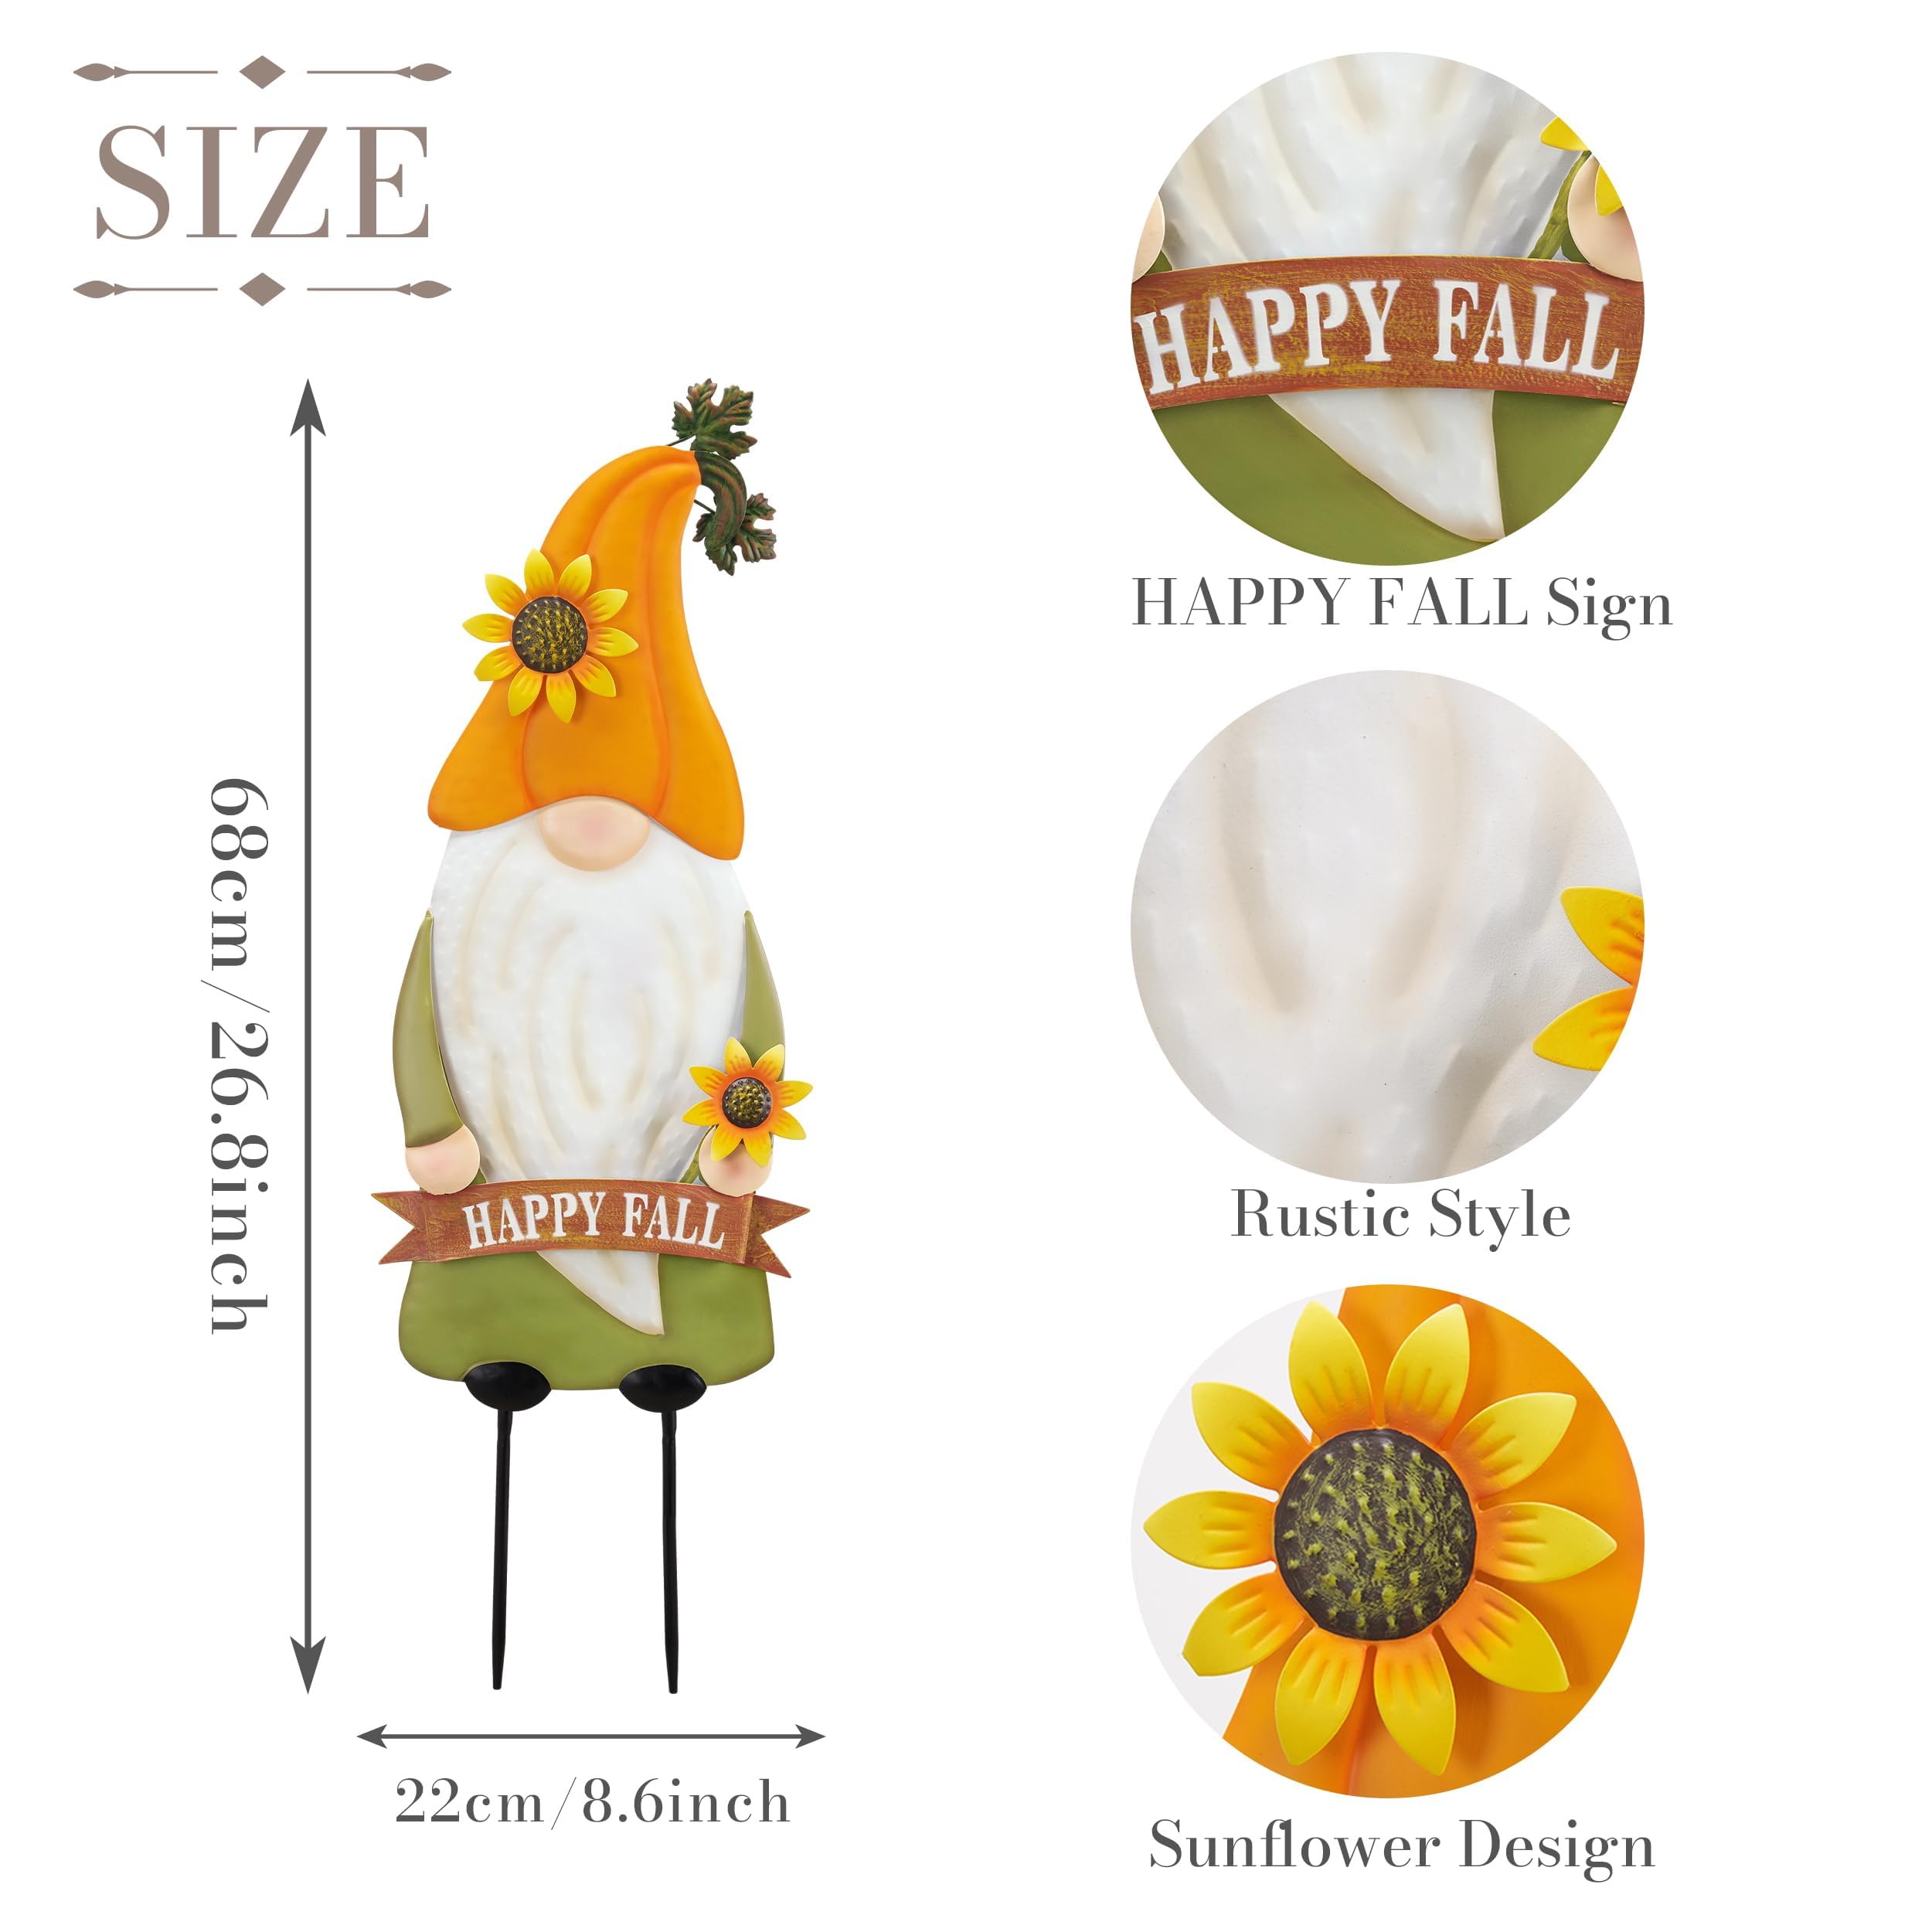 SIZE
68cm/26.8inch
HAPPY FALL
22cm/8.6inch
HAPPY FALL
HAPPY FALL Sign
Rustic Style
Sunflower Design